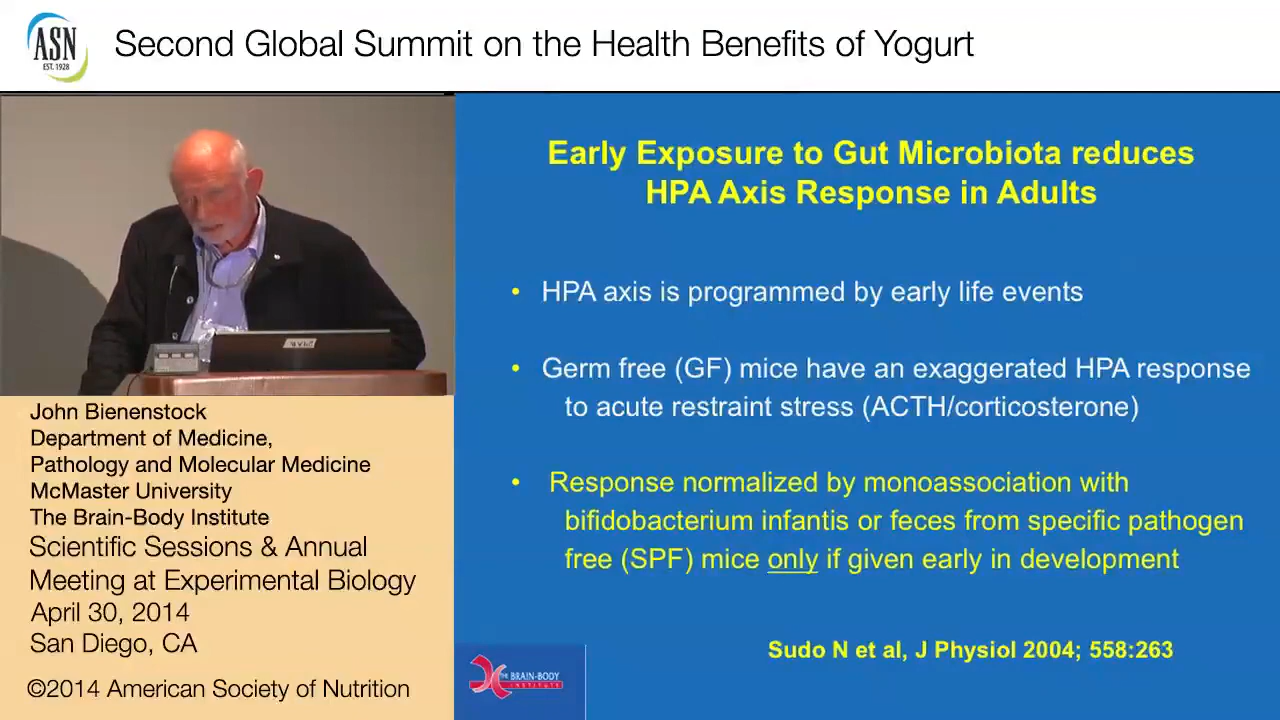 ASN
EST. 1928
Second Global Summit on the Health Benefits of Yogurt
John Bienenstock
Department of Medicine,
Pathology and Molecular Medicine
McMaster University
The Brain-Body Institute
Scientific Sessions & Annual
Meeting at Experimental Biology
April 30, 2014
San Diego, CA
©2014 American Society of Nutrition
Early Exposure to Gut Microbiota reduces
HPA Axis Response in Adults
• HPA axis is programmed by early life events
• Germ free (GF) mice have an exaggerated HPA response
to acute restraint stress (ACTH/corticosterone)
• Response normalized by monoassociation with
bifidobacterium infantis or feces from specific pathogen
free (SPF) mice only if given early in development
Sudo N et al, J Physiol 2004; 558:263
THE BRAIN-BODY
INSTITUTE